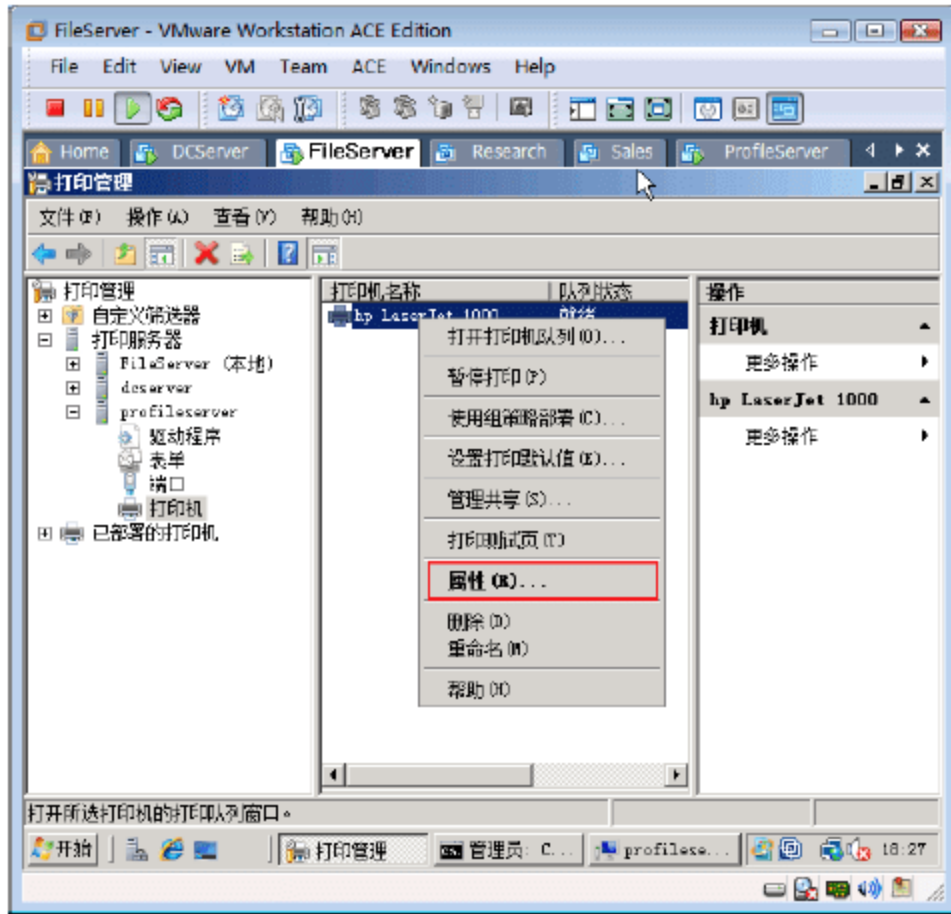 FileServer - VMware Workstation ACE Edition
File Edit View VM Team ACE Windows Help
Home DCServer FileServer Research Sales ProfileServer
打印管理
文件(F) 操作(A) 查看(V) 帮助(H)
打印管理
自定义筛选器
打印服务器
FileServer (本地)
dcserver
profileserver
驱动程序
表单
端口
打印机
已部署的打印机
打印机名称 队列状态
hp LaserJet 1000 就绪
打开打印机队列(O)...
暂停打印(P)
使用组策略部署(C)...
设置打印默认值(E)...
管理共享(S)...
打印测试页(T)
属性(R)...
删除(D)
重命名(M)
帮助(H)
操作
打印机
更多操作
hp LaserJet 1000
更多操作
打开所选打印机的打印队列窗口。
开始 打印管理 管理员: C... profilese... 18:27